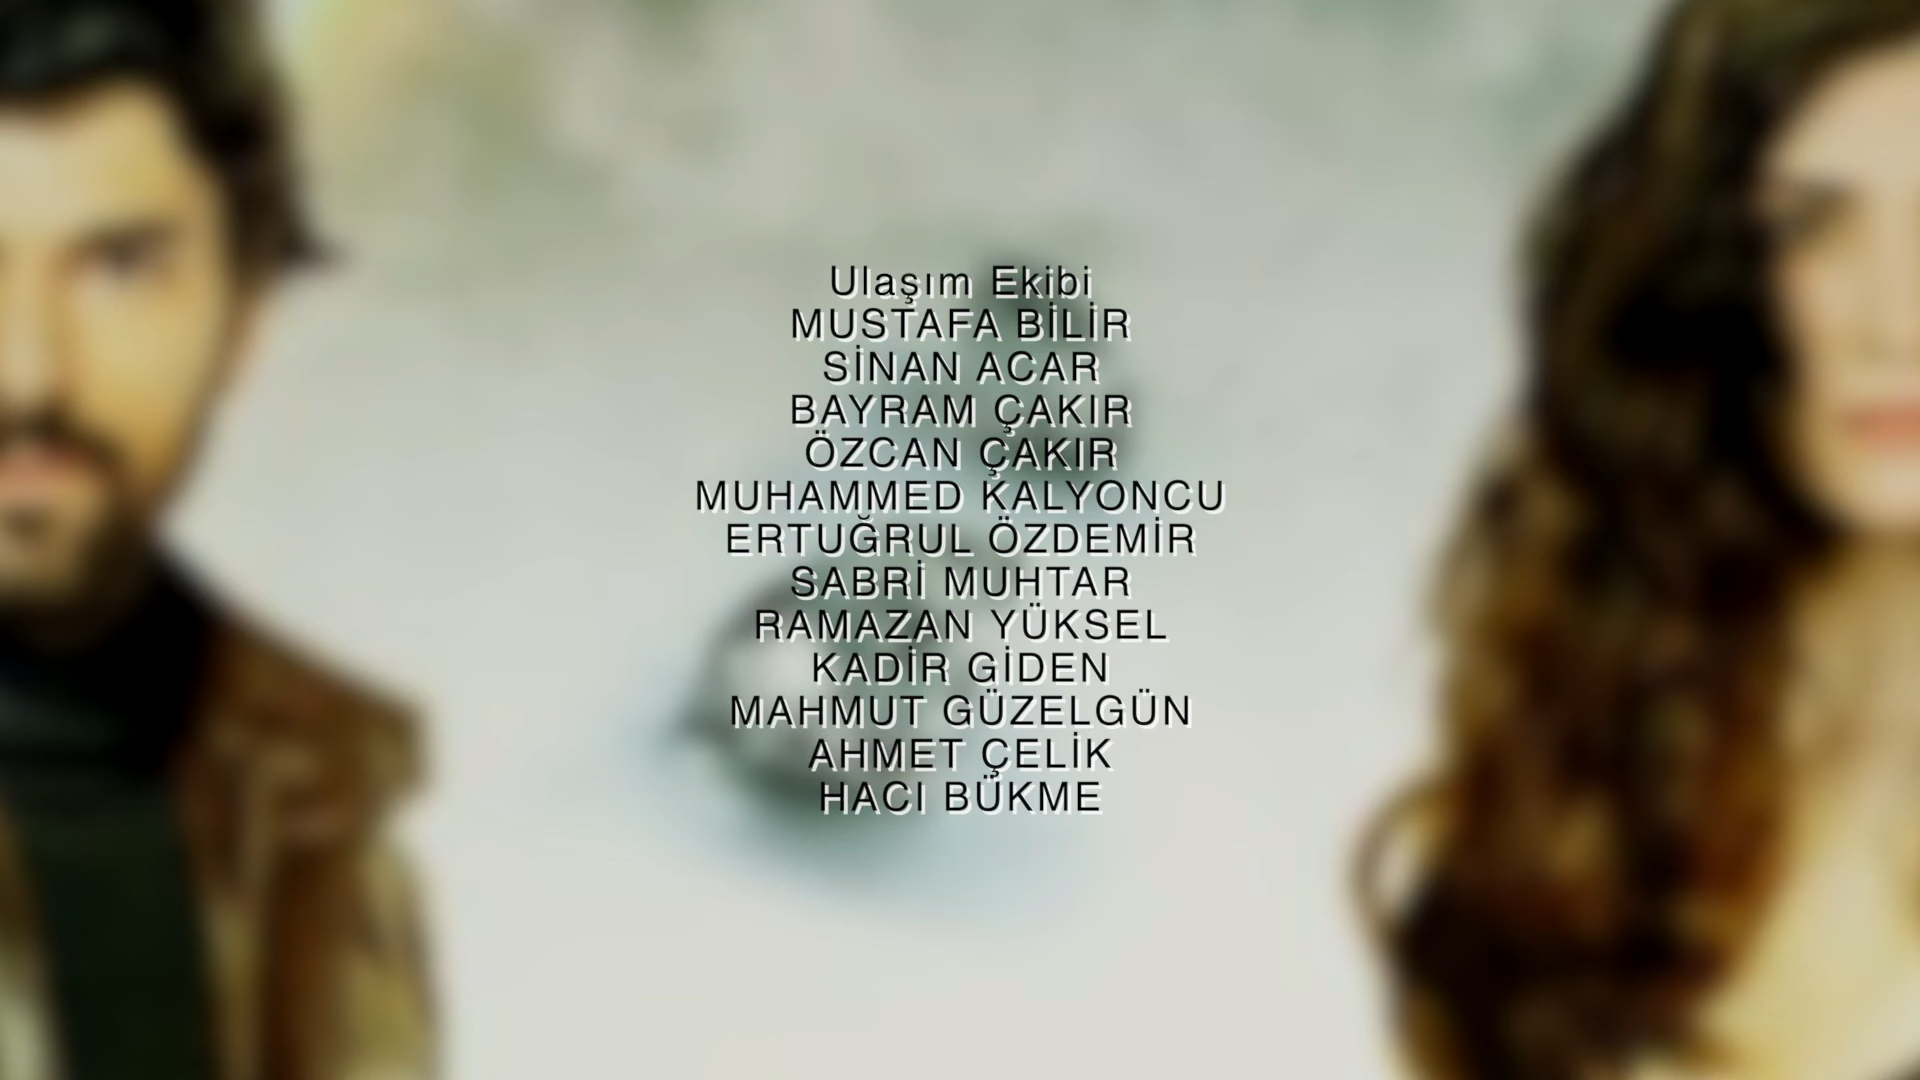 Ulaşım Ekibi
MUSTAFA BİLİR
SİNAN ACAR
BAYRAM ÇAKIR
ÖZCAN ÇAKIR
MUHAMMED KALYONCU
ERTUĞRUL ÖZDEMİR
SABRİ MUHTAR
RAMAZAN YÜKSEL
KADİR GİDEN
MAHMUT GÜZELGÜN
AHMET ÇELİK
HACI BÜKME